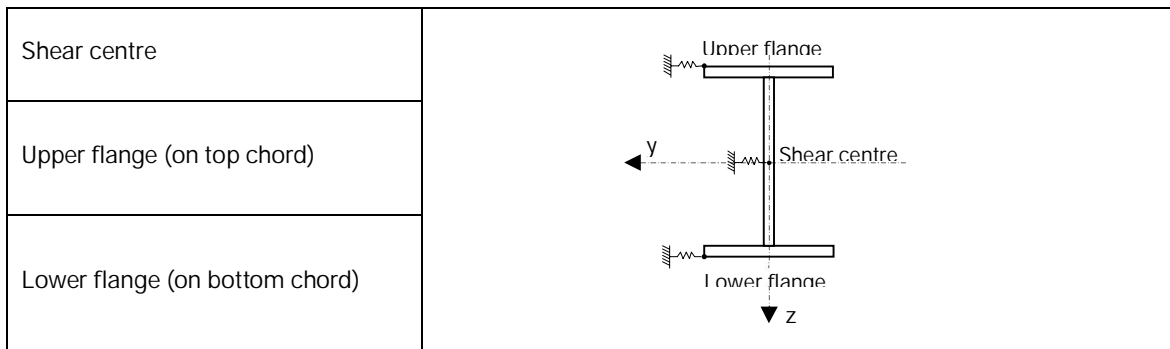 Shear centre
Upper flange (on top chord)
Lower flange (on bottom chord)
Upper flange
y
Shear centre
Lower flange
z